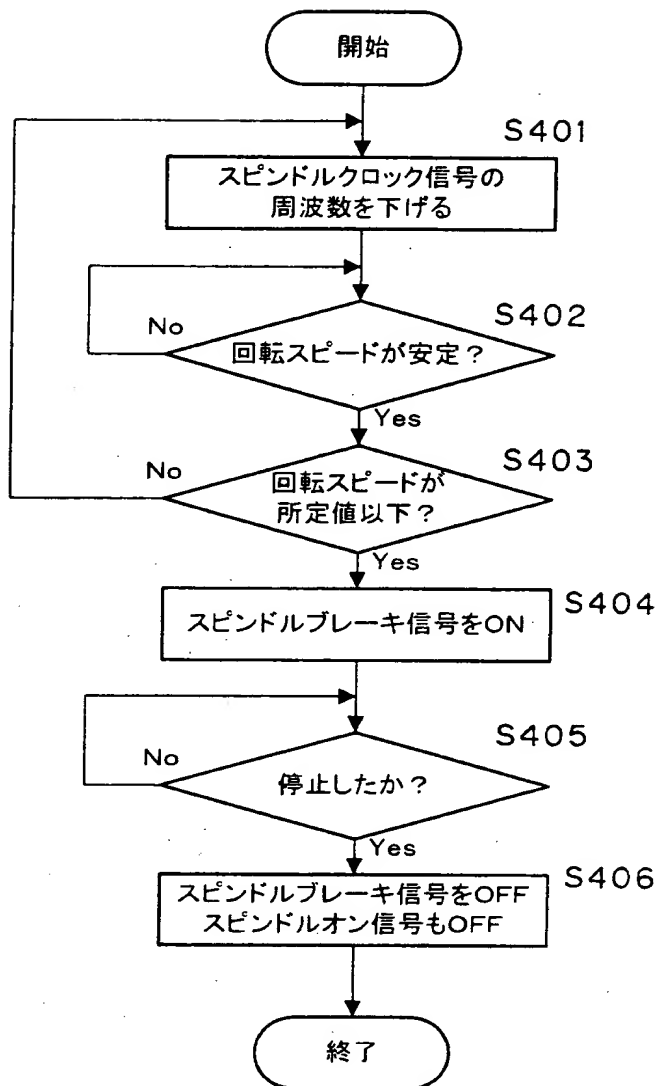 開始
S401
スピンドルクロック信号の
周波数を下げる
S402
No
回転スピードが安定?
Yes
S403
No
回転スピードが
所定値以下?
Yes
S404
スピンドルブレーキ信号をON
S405
No
停止したか?
Yes
S406
スピンドルブレーキ信号をOFF
スピンドルオン信号もOFF
終了